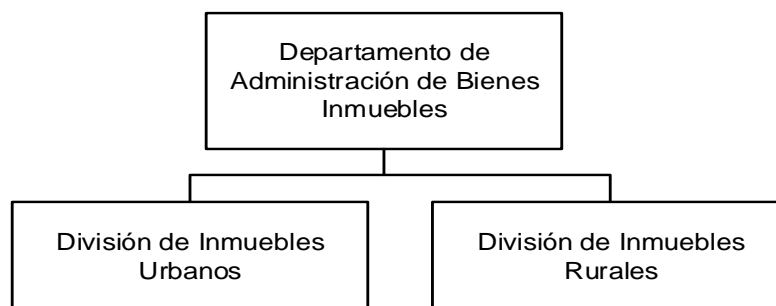 Departamento de
Administración de Bienes
Inmuebles
División de Inmuebles
Urbanos
División de Inmuebles
Rurales